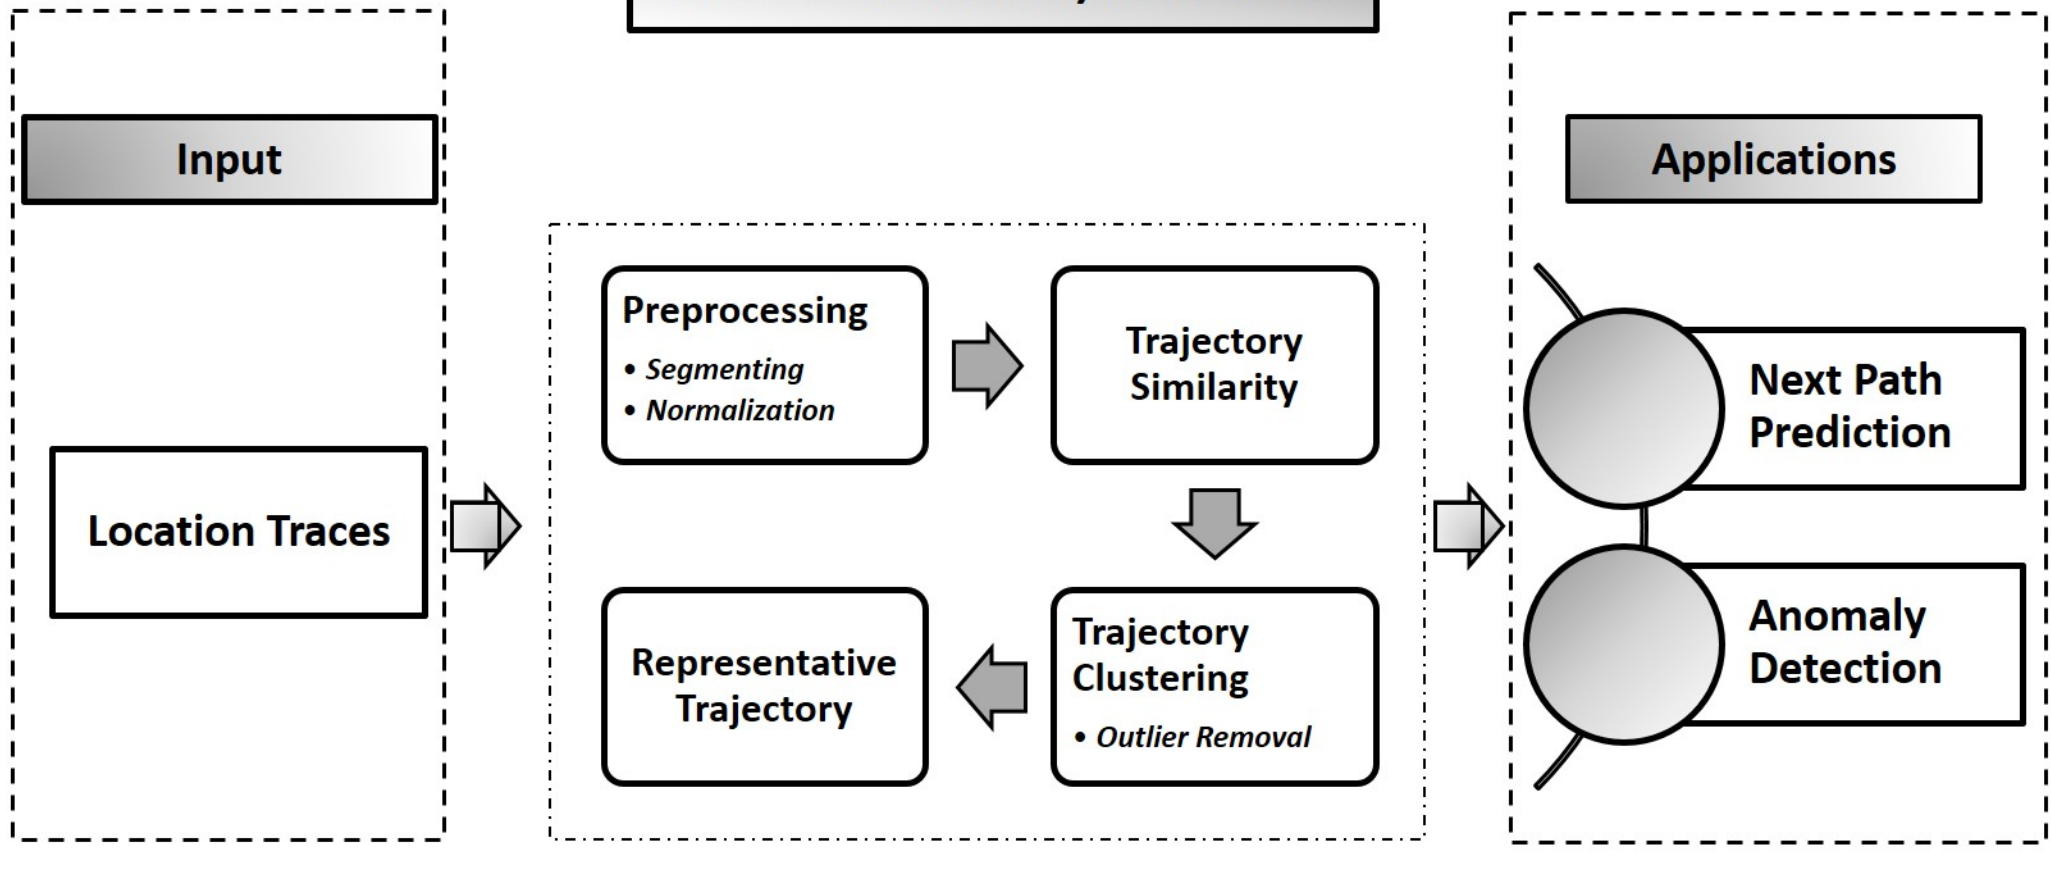 Input
Location Traces
Preprocessing
• Segmenting
• Normalization
Trajectory
Similarity
Trajectory
Clustering
• Outlier Removal
Representative
Trajectory
Applications
Next Path
Prediction
Anomaly
Detection